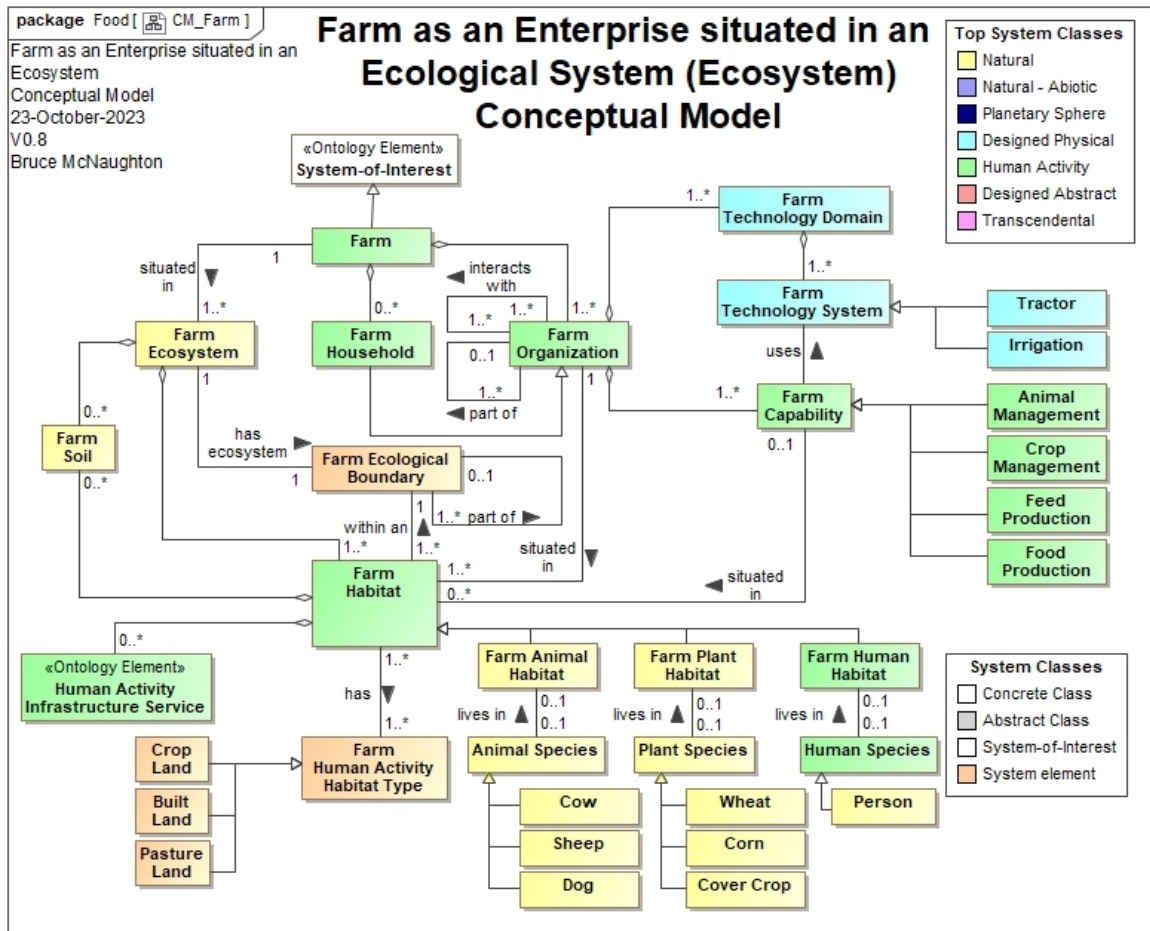 package Food [ CM_Farm ]
Farm as an Enterprise situated in an
Ecosystem
Conceptual Model
23-October-2023
V0.8
Bruce McNaughton
Farm as an Enterprise situated in an
Ecological System (Ecosystem)
Conceptual Model
Top System Classes
Natural
Natural - Abiotic
Planetary Sphere
Designed Physical
Human Activity
Designed Abstract
Transcendental
«Ontology Element»
System-of-Interest
Farm
1
situated
in
1..*
0..*
interacts
with
1..*
1..*
1..*
Farm
Ecosystem
Farm
Household
Farm
Organization
0..1
1..*
part of
1
1
1..*
Farm
Technology Domain
1..*
Farm
Technology System
Tractor
Irrigation
uses
1..*
Farm
Capability
0..1
Animal
Management
Crop
Management
Feed
Production
Food
Production
0..*
Farm
Soil
0..*
has
ecosystem
1
Farm Ecological
Boundary
0..1
1
1..*
part of
within an
1..*
1..*
situated
in
1..*
0..*
situated
in
Farm
Habitat
0..*
«Ontology Element»
Human Activity
Infrastructure Service
1..*
has
1..*
Farm
Human Activity
Habitat Type
Crop
Land
Built
Land
Pasture
Land
Farm Animal
Habitat
Farm Plant
Habitat
Farm Human
Habitat
lives in
0..1
0..1
lives in
0..1
0..1
lives in
0..1
0..1
Animal Species
Plant Species
Human Species
Cow
Sheep
Dog
Wheat
Corn
Cover Crop
Person
System Classes
Concrete Class
Abstract Class
System-of-Interest
System element